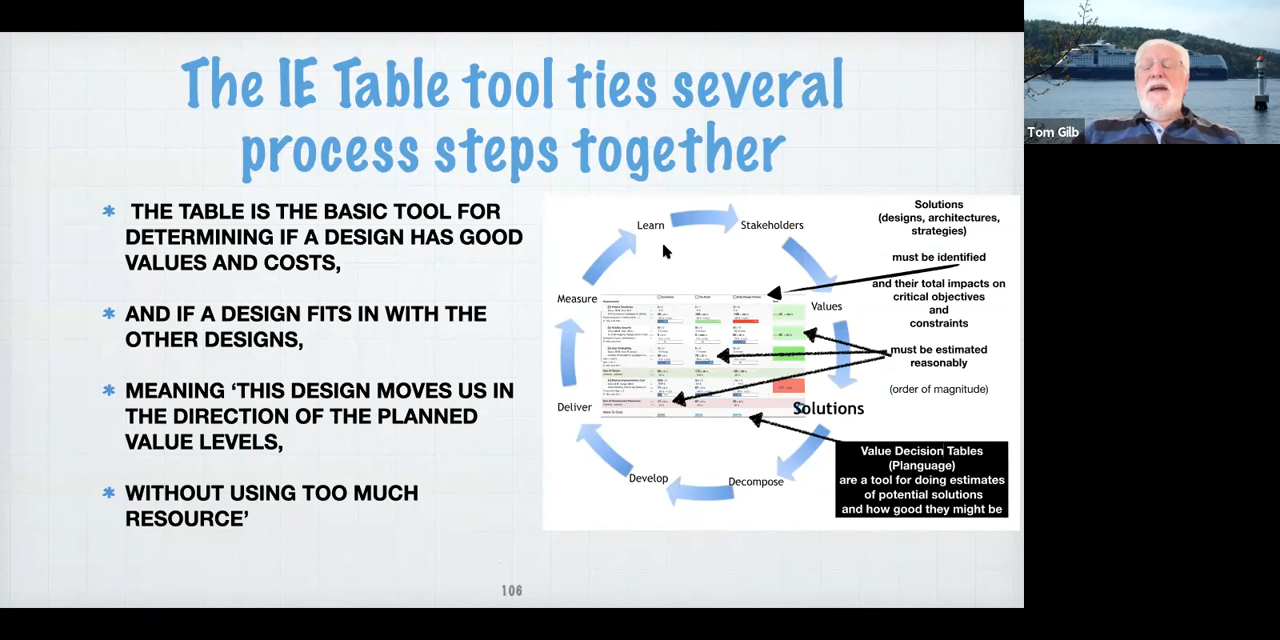 The IE Table tool ties several
process steps together
* THE TABLE IS THE BASIC TOOL FOR
DETERMINING IF A DESIGN HAS GOOD
VALUES AND COSTS,
* AND IF A DESIGN FITS IN WITH THE
OTHER DESIGNS,
* MEANING ‘THIS DESIGN MOVES US IN
THE DIRECTION OF THE PLANNED
VALUE LEVELS,
* WITHOUT USING TOO MUCH
RESOURCE’
Learn
Stakeholders
Values
Solutions
Decompose
Develop
Deliver
Measure
Solutions
(designs, architectures,
strategies)
must be identified
and their total impacts on
critical objectives
and
constraints
must be estimated
reasonably
(order of magnitude)
Value Decision Tables
(Planguage)
are a tool for doing estimates
of potential solutions
and how good they might be
106
Tom Gilb